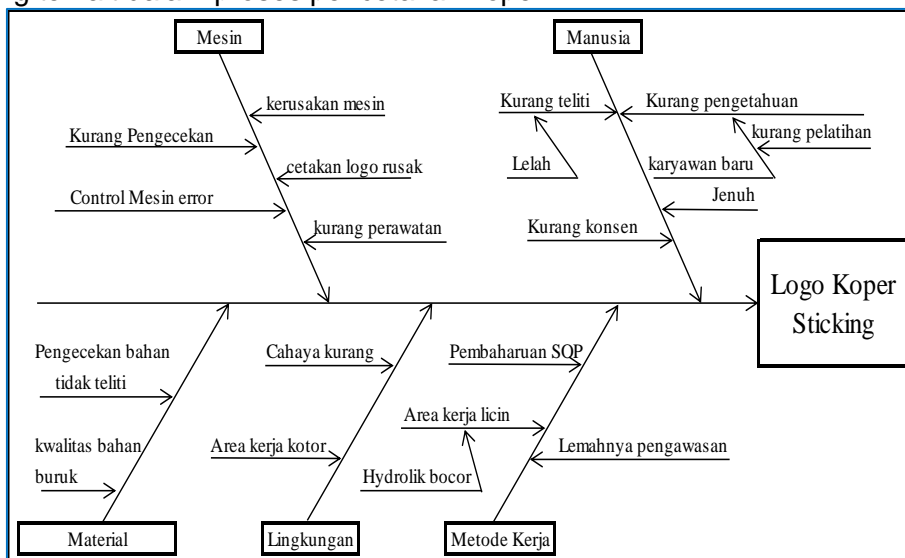 Mesin
Manusia
kerusakan mesin
Kurang Pengecekan
cetakan logo rusak
Control Mesin error
kurang perawatan
Kurang teliti
Kurang pengetahuan
kurang pelatihan
Lelah
karyawan baru
Jenuh
Kurang konsen
Logo Koper
Sticking
Pengecekan bahan
tidak teliti
kwalitas bahan
buruk
Cahaya kurang
Area kerja kotor
Pembaharuan SQP
Area kerja licin
Lemahnya pengawasan
Hydrolik bocor
Material
Lingkungan
Metode Kerja